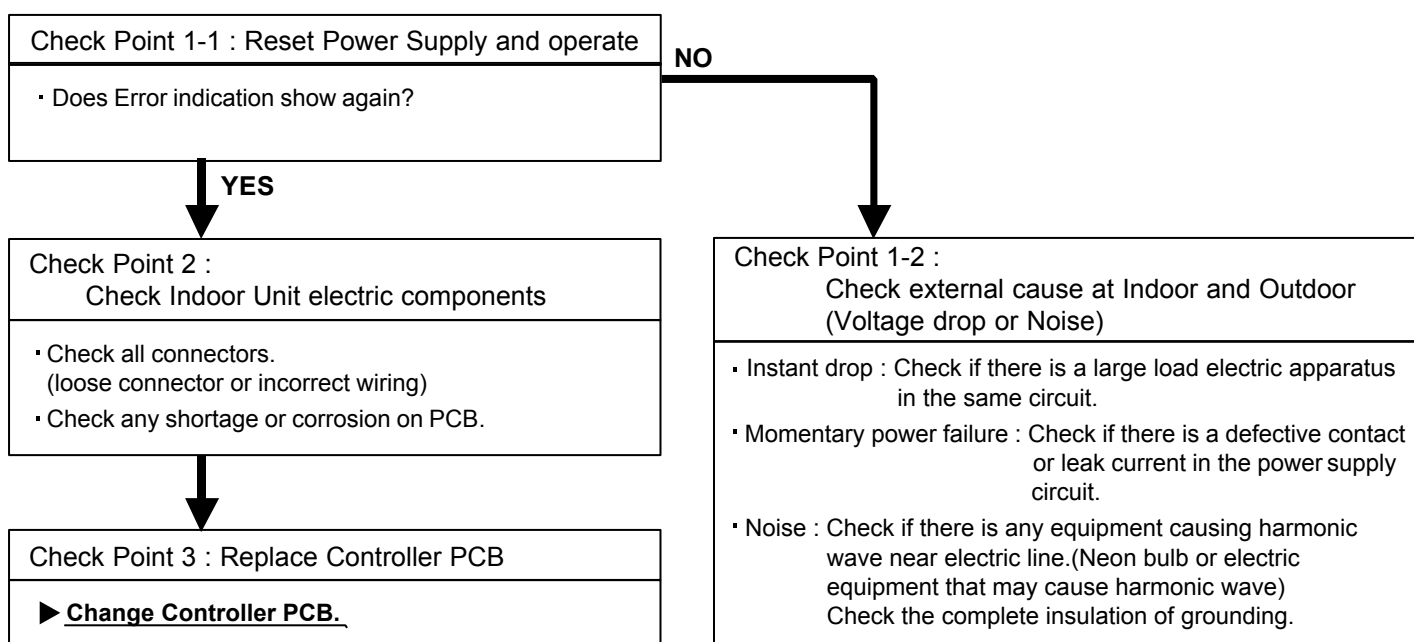 Check Point 1-1 : Reset Power Supply and operate
· Does Error indication show again?
NO
YES
Check Point 2 :
Check Indoor Unit electric components
· Check all connectors.
(loose connector or incorrect wiring)
· Check any shortage or corrosion on PCB.
Check Point 3 : Replace Controller PCB
▶ Change Controller PCB.
Check Point 1-2 :
Check external cause at Indoor and Outdoor
(Voltage drop or Noise)
· Instant drop : Check if there is a large load electric apparatus
in the same circuit.
· Momentary power failure : Check if there is a defective contact
or leak current in the power supply
circuit.
· Noise : Check if there is any equipment causing harmonic
wave near electric line.(Neon bulb or electric
equipment that may cause harmonic wave)
Check the complete insulation of grounding.